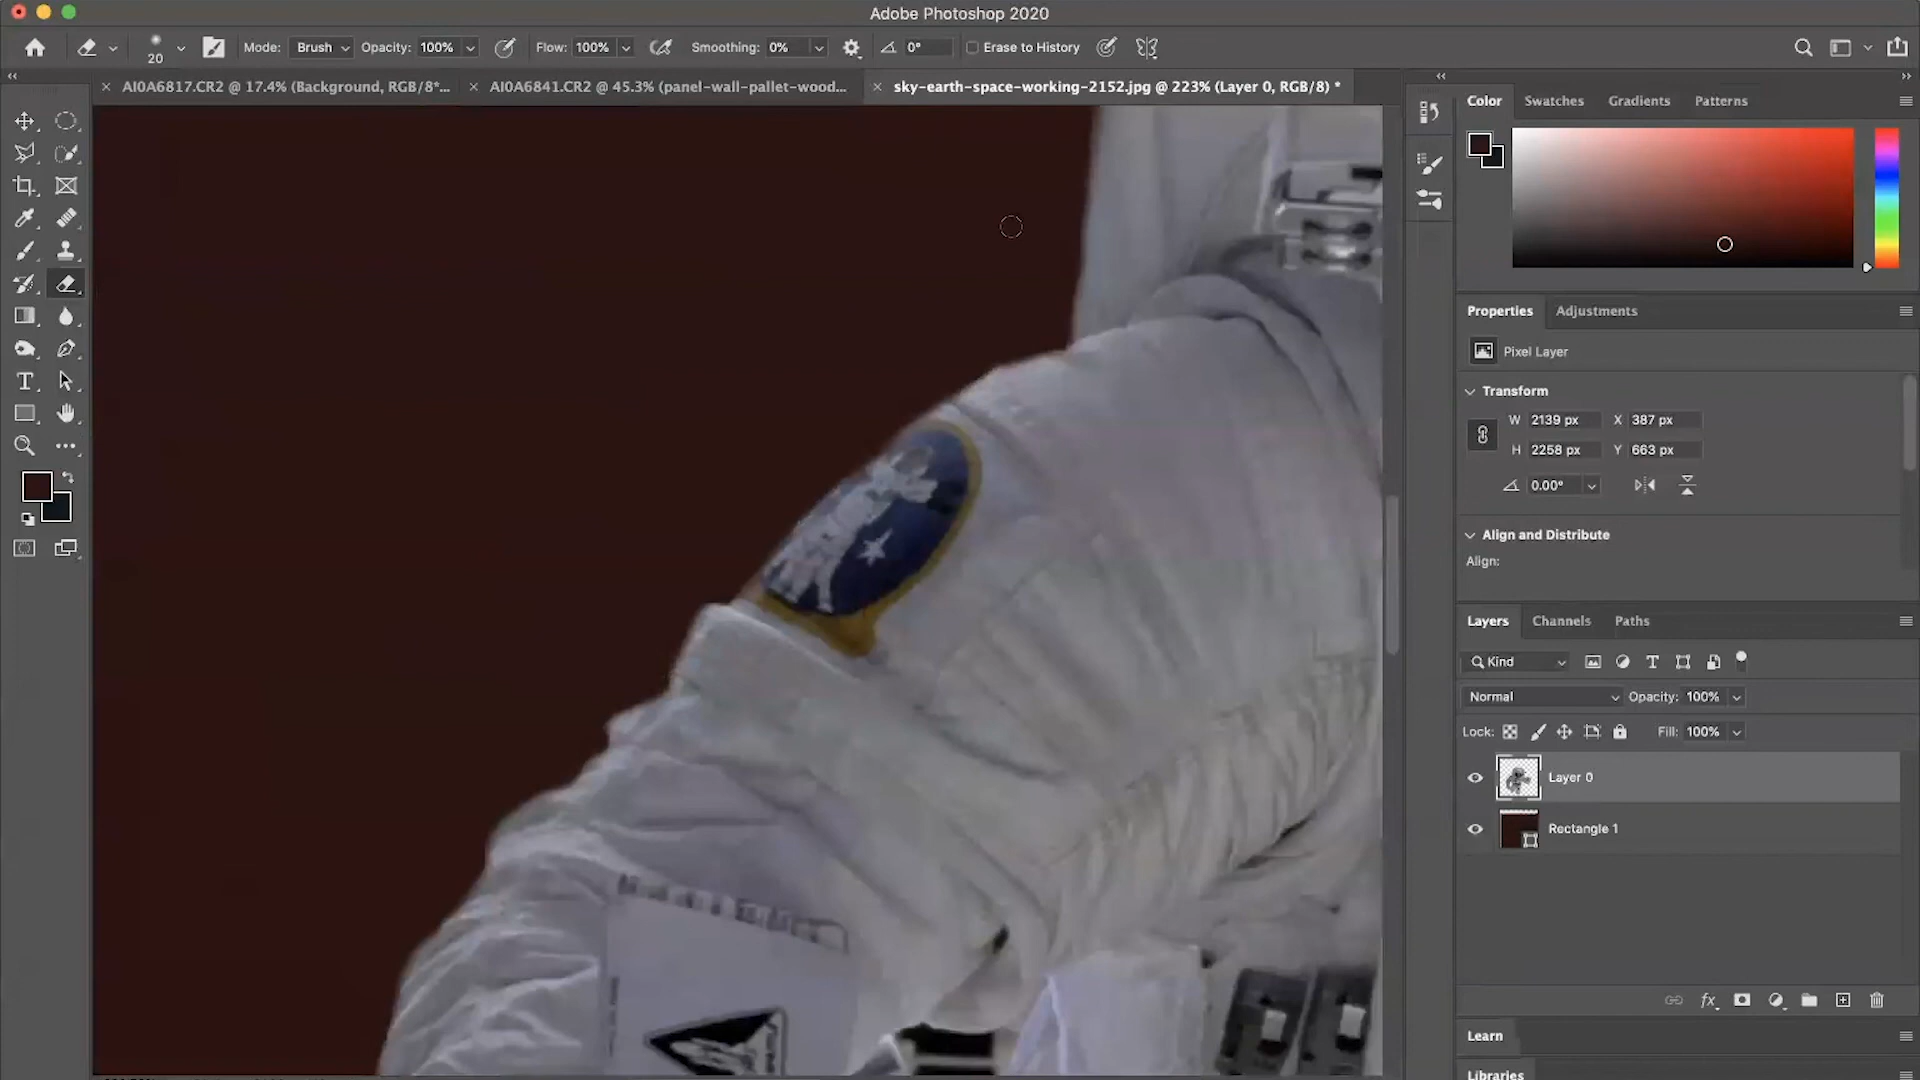 Adobe Photoshop 2020
20
Mode: Brush Opacity: 100% Flow: 100% Smoothing: 0% 0° Erase to History
AI0A6817.CR2 @ 17.4% (Background, RGB/8*... AI0A6841.CR2 @ 45.3% (panel-wall-pallet-wood... sky-earth-space-working-2152.jpg @ 223% (Layer 0, RGB/8) *
Color Swatches Gradients Patterns
Properties Adjustments
Pixel Layer
Transform
W 2139 px X 387 px
H 2258 px Y 663 px
0.00°
Align and Distribute
Align:
Layers Channels Paths
Kind
Normal Opacity: 100%
Lock: Fill: 100%
Layer 0
Rectangle 1
Learn
Libraries